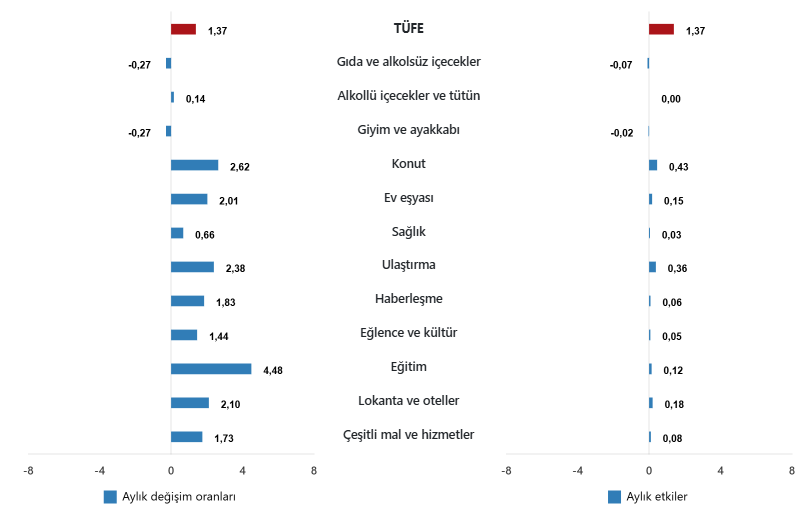 1,37 TÜFE 1,37
-0,27 Gıda ve alkolsüz içecekler -0,07
0,14 Alkollü içecekler ve tütün 0,00
-0,27 Giyim ve ayakkabı -0,02
2,62 Konut 0,43
2,01 Ev eşyası 0,15
0,66 Sağlık 0,03
2,38 Ulaştırma 0,36
1,83 Haberleşme 0,06
1,44 Eğlence ve kültür 0,05
4,48 Eğitim 0,12
2,10 Lokanta ve oteller 0,18
1,73 Çeşitli mal ve hizmetler 0,08
-8 -4 0 4 8 -8 -4 0 4 8
Aylık değişim oranları Aylık etkiler